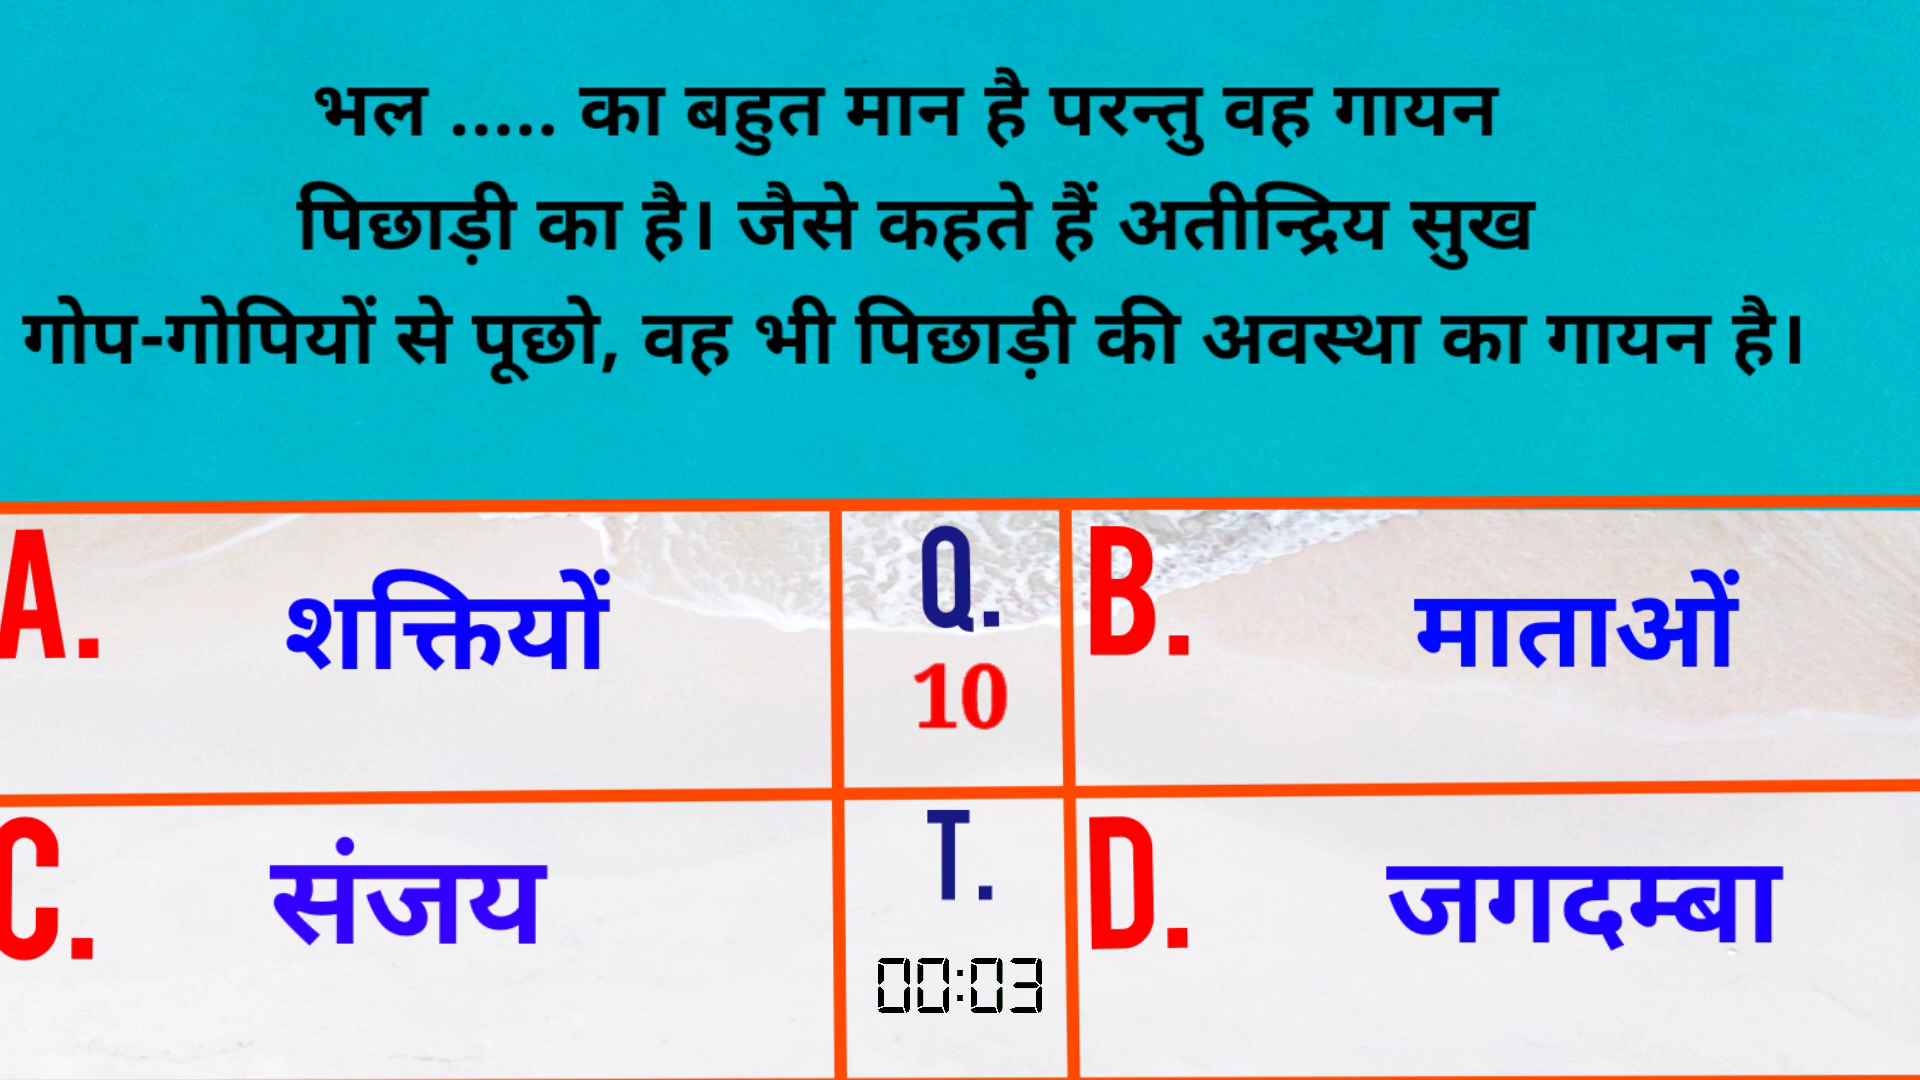 भल ..... का बहुत मान है परन्तु वह गायन
पिछाड़ी का है। जैसे कहते हैं अतीन्द्रिय सुख
गोप-गोपियों से पूछो, वह भी पिछाड़ी की अवस्था का गायन है।
A. शक्तियों
Q.
10
B. माताओं
C. संजय
T.
00:03
D. जगदम्बा